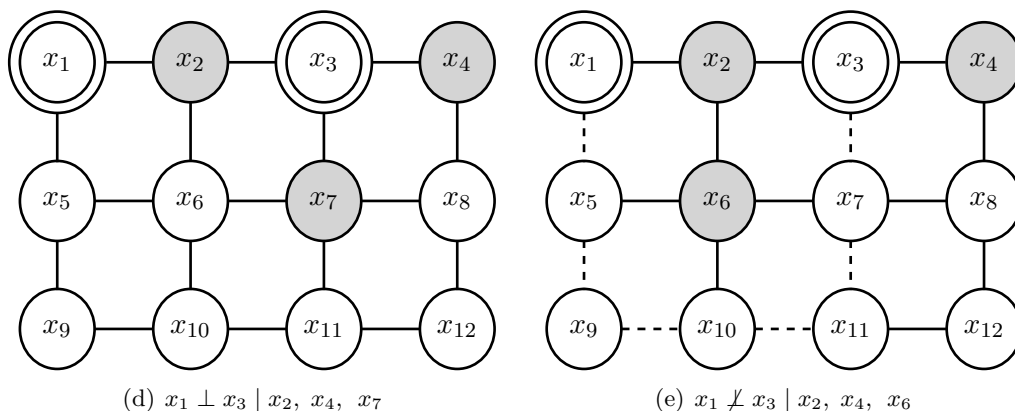 x₁ x₂ x₃ x₄ x₁ x₂ x₃ x₄
x₅ x₆ x₇ x₈ x₅ x₆ x₇ x₈
x₉ x₁₀ x₁₁ x₁₂ x₉ x₁₀ x₁₁ x₁₂
(d) x₁ ⊥ x₃ | x₂, x₄, x₇ (e) x₁ ⊥̸ x₃ | x₂, x₄, x₆